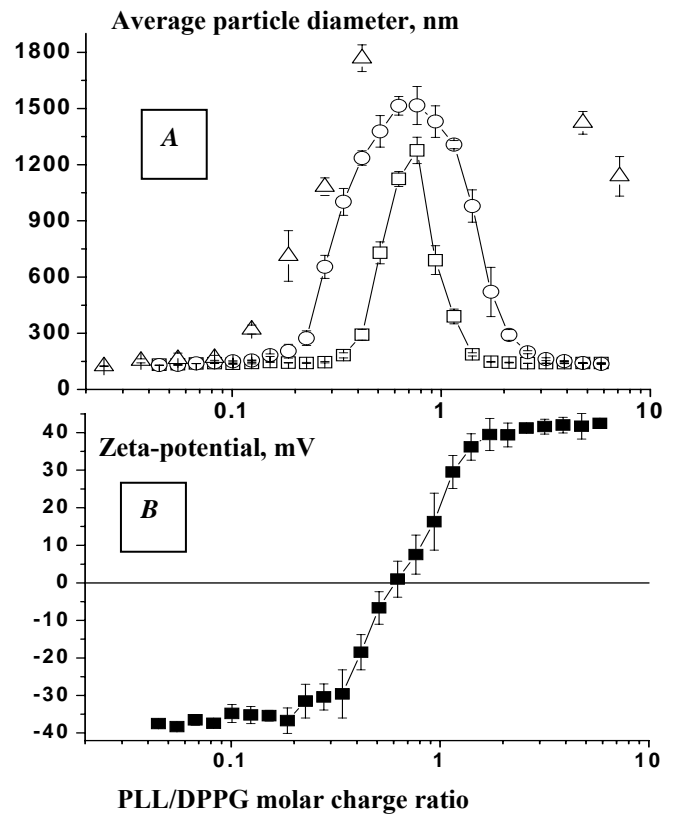 Average particle diameter, nm
1800
1500
A
1200
900
600
300
0
0.1 1 10
40
Zeta-potential, mV
30
20
B
10
0
-10
-20
-30
-40
0.1 1 10
PLL/DPPG molar charge ratio